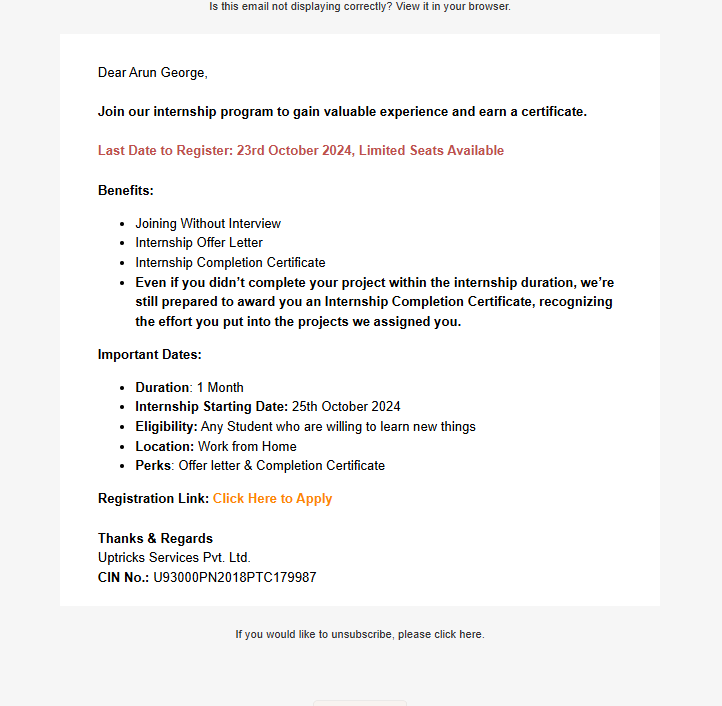 Is this email not displaying correctly? View it in your browser.
Dear Arun George,
Join our internship program to gain valuable experience and earn a certificate.
Last Date to Register: 23rd October 2024, Limited Seats Available
Benefits:
Joining Without Interview
Internship Offer Letter
Internship Completion Certificate
Even if you didn’t complete your project within the internship duration, we’re
still prepared to award you an Internship Completion Certificate, recognizing
the effort you put into the projects we assigned you.
Important Dates:
Duration: 1 Month
Internship Starting Date: 25th October 2024
Eligibility: Any Student who are willing to learn new things
Location: Work from Home
Perks: Offer letter & Completion Certificate
Registration Link: Click Here to Apply
Thanks & Regards
Uptricks Services Pvt. Ltd.
CIN No.: U93000PN2018PTC179987
If you would like to unsubscribe, please click here.